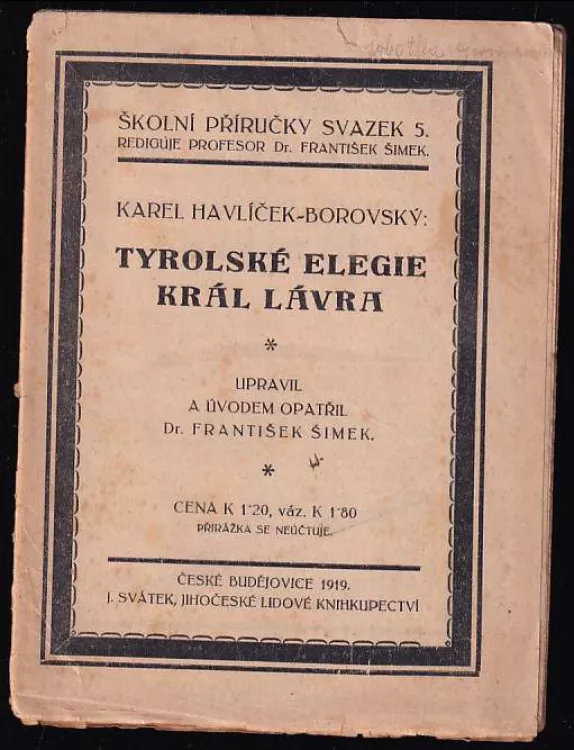 ŠKOLNÍ PŘÍRUČKY SVAZEK 5.
REDIGUJE PROFESOR Dr. FRANTIŠEK ŠIMEK.
KAREL HAVLÍČEK-BOROVSKÝ:
TYROLSKÉ ELEGIE
KRÁL LÁVRA
*
UPRAVIL
A ÚVODEM OPATŘIL
Dr. FRANTIŠEK ŠIMEK.
*
CENA K 1·20, váz. K 1·80
PŘIRÁŽKA SE NEÚČTUJE.
ČESKÉ BUDĚJOVICE 1919.
J. SVÁTEK, JIHOČESKÉ LIDOVÉ KNIHKUPECTVÍ